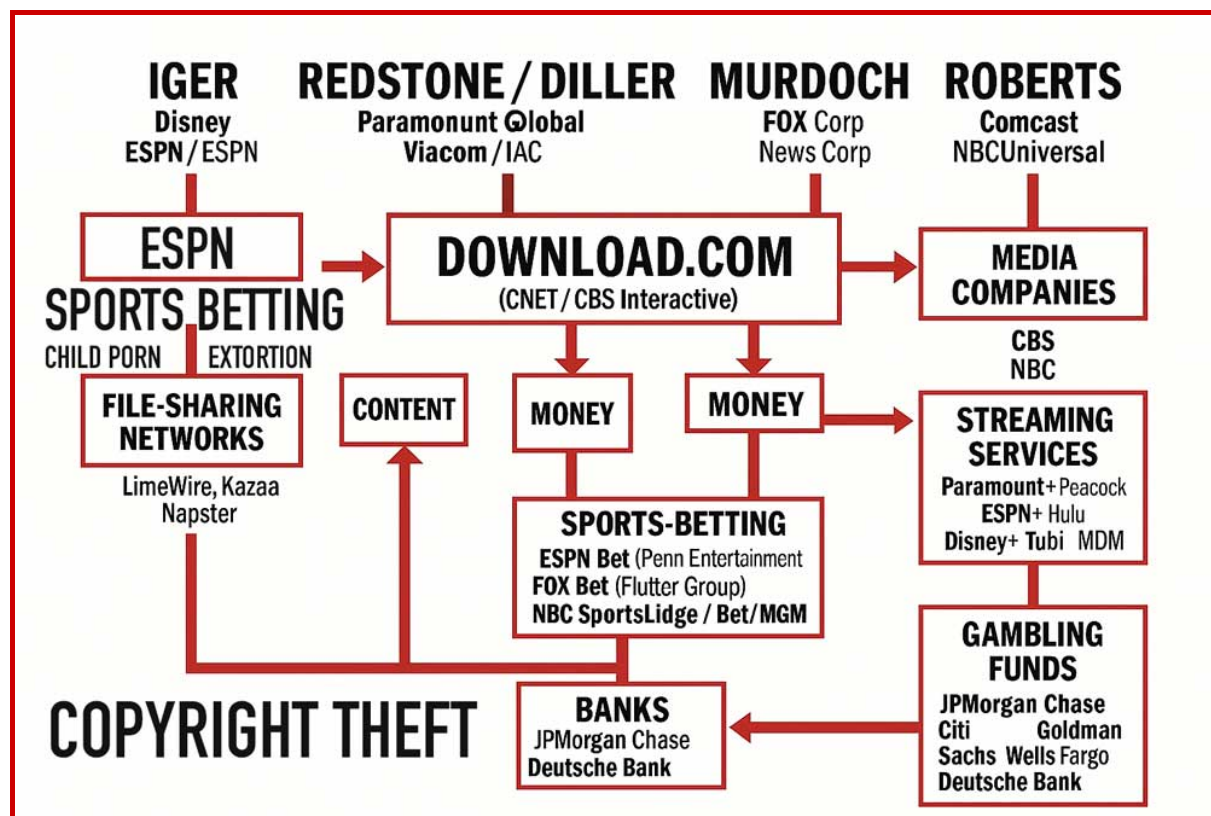 IGER
Disney
ESPN / ESPN
REDSTONE / DILLER
Paramonunt Qlobal
Viacom / IAC
MURDOCH
FOX Corp
News Corp
ROBERTS
Comcast
NBCUniversal
ESPN
SPORTS BETTING
CHILD PORN
EXTORTION
FILE-SHARING
NETWORKS
LimeWire, Kazaa
Napster
DOWNLOAD.COM
(CNET / CBS Interactive)
MEDIA
COMPANIES
CBS
NBC
CONTENT
MONEY
MONEY
STREAMING
SERVICES
Paramount+ Peacock
ESPN+ Hulu
Disney+ Tubi MDM
SPORTS-BETTING
ESPN Bet (Penn Entertainment
FOX Bet (Flutter Group)
NBC SportsLidge / Bet/MGM
GAMBLING
FUNDS
JPMorgan Chase
Citi Goldman
Sachs Wells Fargo
Deutsche Bank
BANKS
JPMorgan Chase
Deutsche Bank
COPYRIGHT THEFT